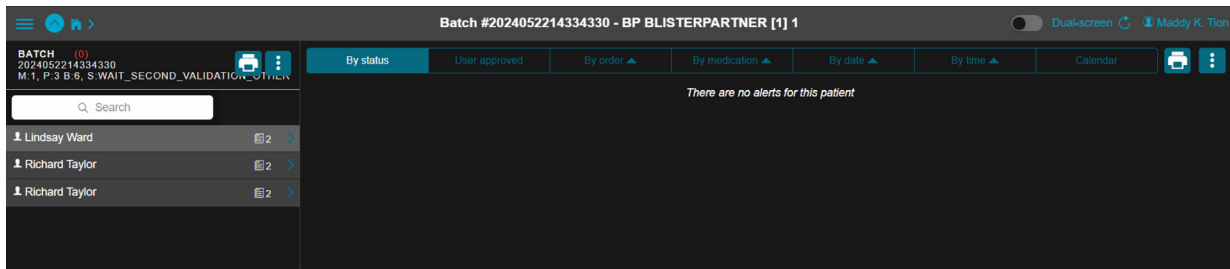 Batch #2024052214334330 - BP BLISTERPARTNER [1] 1
Dual-screen
Maddy K. Tion
BATCH (0)
2024052214334330
M:1, P:3 B:6, S:WAIT_SECOND_VALIDATION_OTHER
Search
Lindsay Ward 2
Richard Taylor 2
Richard Taylor 2
By status
User approved
By order
By medication
By date
By time
Calendar
There are no alerts for this patient